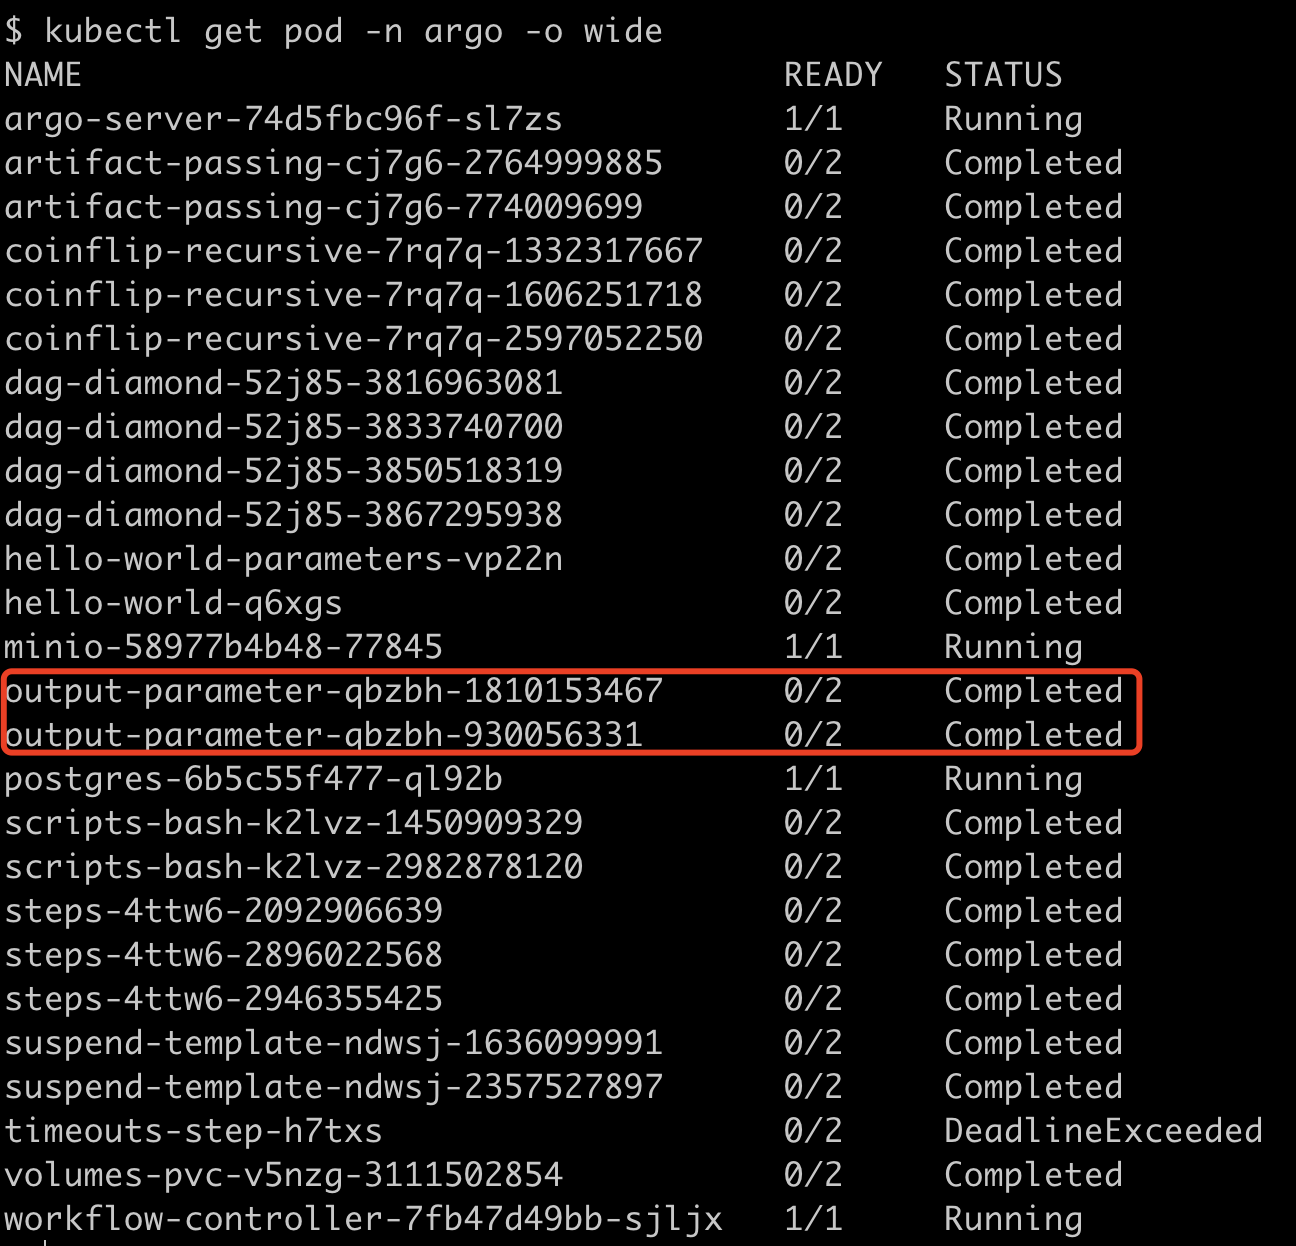 $ kubectl get pod -n argo -o wide
NAME READY STATUS
argo-server-74d5fbc96f-sl7zs 1/1 Running
artifact-passing-cj7g6-2764999885 0/2 Completed
artifact-passing-cj7g6-774009699 0/2 Completed
coinflip-recursive-7rq7q-1332317667 0/2 Completed
coinflip-recursive-7rq7q-1606251718 0/2 Completed
coinflip-recursive-7rq7q-2597052250 0/2 Completed
dag-diamond-52j85-3816963081 0/2 Completed
dag-diamond-52j85-3833740700 0/2 Completed
dag-diamond-52j85-3850518319 0/2 Completed
dag-diamond-52j85-3867295938 0/2 Completed
hello-world-parameters-vp22n 0/2 Completed
hello-world-q6xgs 0/2 Completed
minio-58977b4b48-77845 1/1 Running
output-parameter-qbzbh-1810153467 0/2 Completed
output-parameter-qbzbh-930056331 0/2 Completed
postgres-6b5c55f477-ql92b 1/1 Running
scripts-bash-k2lvz-1450909329 0/2 Completed
scripts-bash-k2lvz-2982878120 0/2 Completed
steps-4ttw6-2092906639 0/2 Completed
steps-4ttw6-2896022568 0/2 Completed
steps-4ttw6-2946355425 0/2 Completed
suspend-template-ndwsj-1636099991 0/2 Completed
suspend-template-ndwsj-2357527897 0/2 Completed
timeouts-step-h7txs 0/2 DeadlineExceeded
volumes-pvc-v5nzg-3111502854 0/2 Completed
workflow-controller-7fb47d49bb-sjljx 1/1 Running